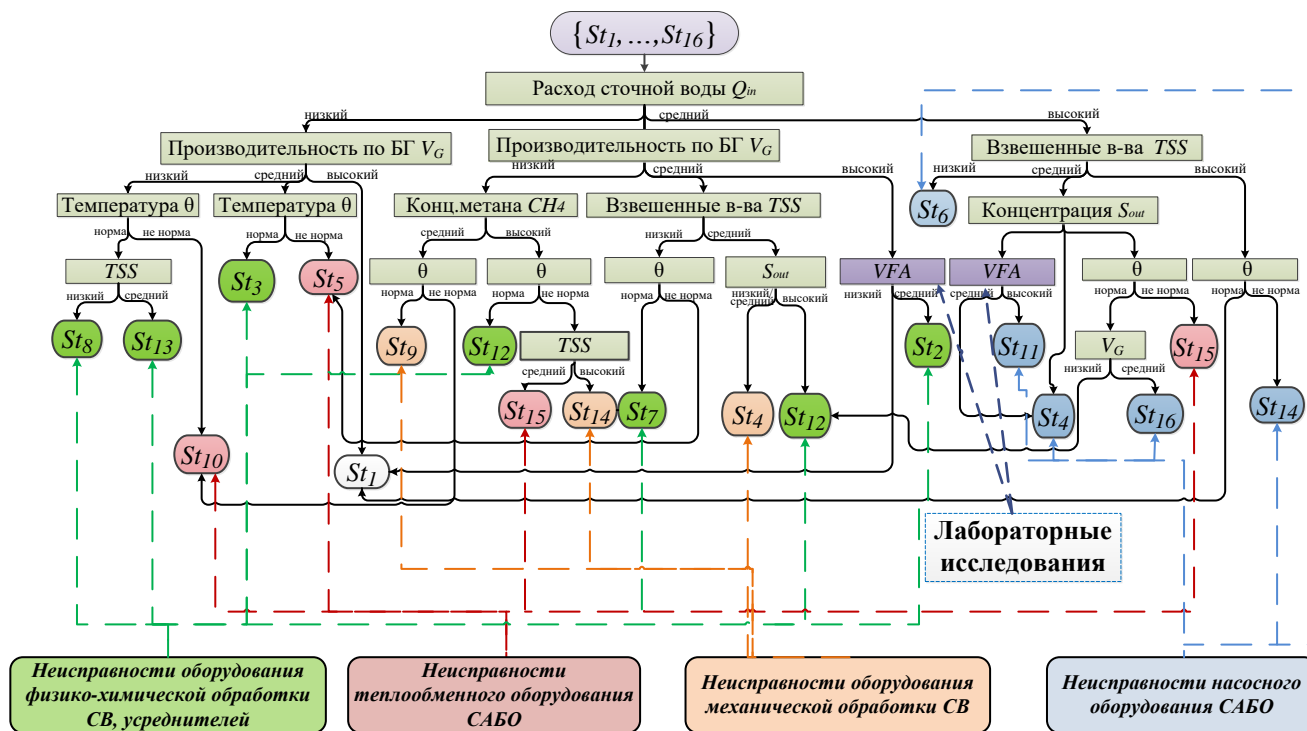 {St1, ...,St16}
Расход сточной воды Qin
низкий
средний
высокий
Производительность по БГ VG
Производительность по БГ VG
Взвешенные в-ва TSS
низкий
средний
высокий
низкий
средний
высокий
низкий
средний
высокий
Температура θ
Температура θ
Конц.метана CH4
Взвешенные в-ва TSS
St6
Концентрация Sout
норма
не норма
норма
не норма
средний
высокий
низкий
средний
TSS
St3
St5
θ
θ
θ
Sout
VFA
VFA
θ
θ
низкий
средний
норма
не норма
норма
не норма
норма
не норма
низкий
средний
высокий
низкий
средний
средний
высокий
норма
не норма
норма
не норма
St8
St13
St9
St12
TSS
St2
St11
VG
St15
средний
высокий
низкий
средний
St15
St14
St7
St4
St12
St4
St16
St14
St10
St1
Лабораторные
исследования
Неисправности оборудования
физико-химической обработки
СВ, усреднителей
Неисправности
теплообменного оборудования
САБО
Неисправности оборудования
механической обработки СВ
Неисправности насосного
оборудования САБО